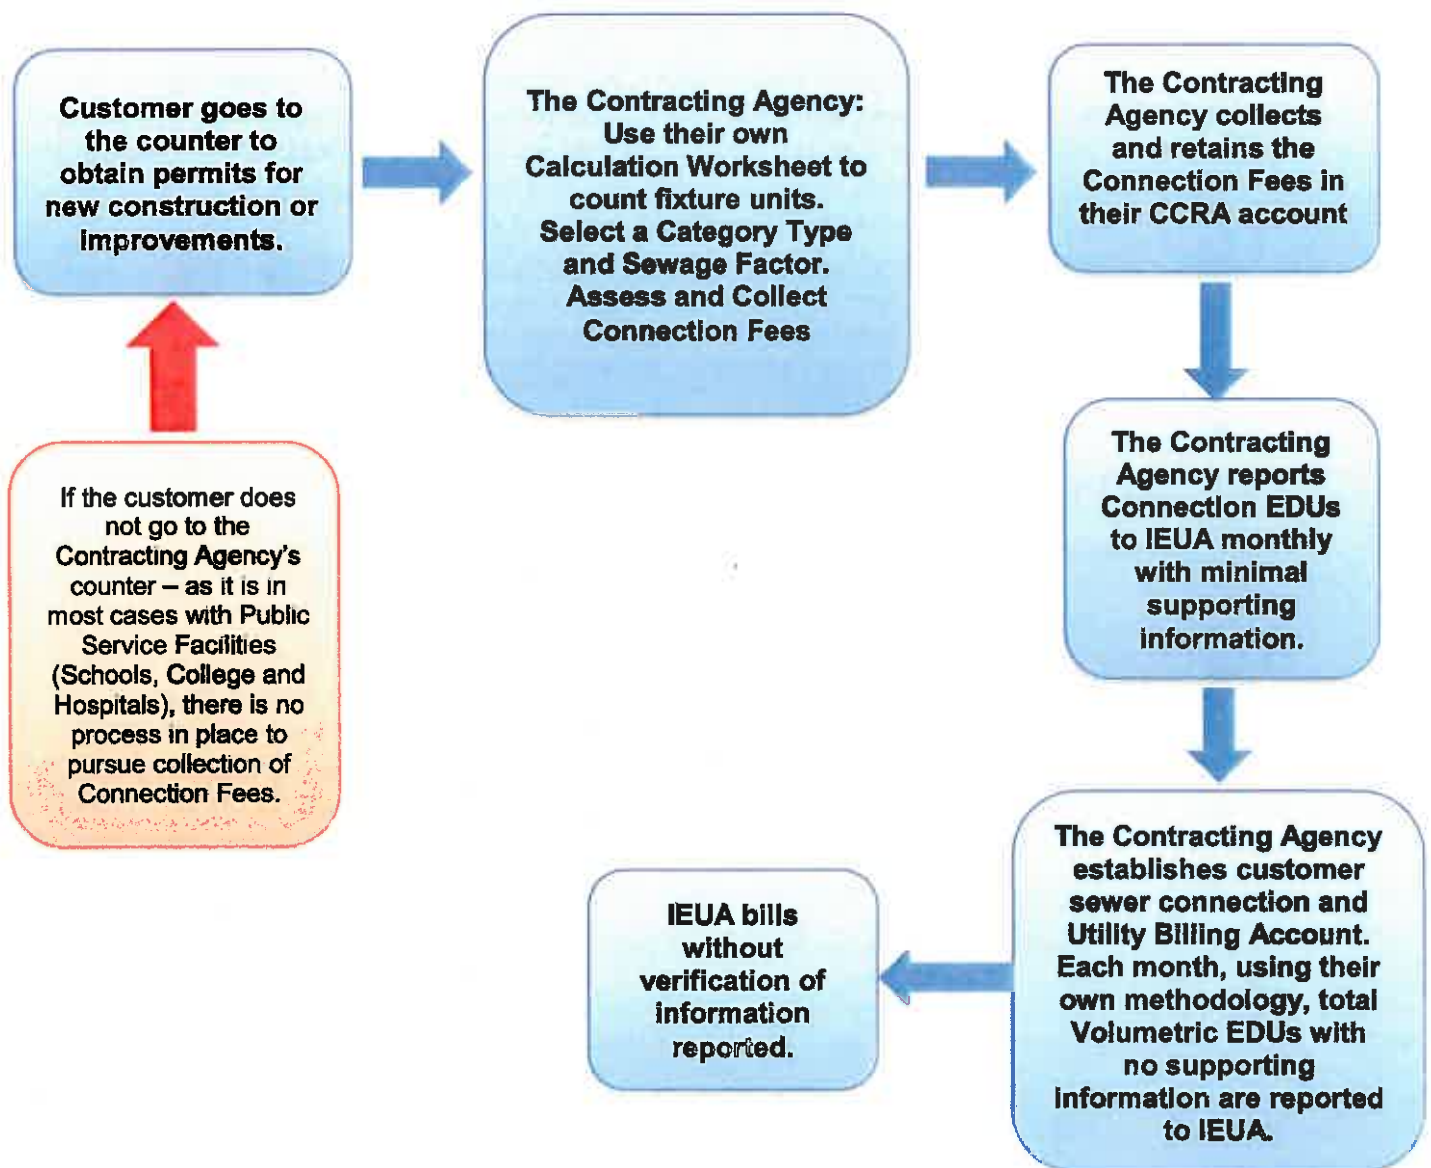 Customer goes to
the counter to
obtain permits for
new construction or
improvements.
The Contracting Agency:
Use their own
Calculation Worksheet to
count fixture units.
Select a Category Type
and Sewage Factor.
Assess and Collect
Connection Fees
The Contracting
Agency collects
and retains the
Connection Fees in
their CCRA account
The Contracting
Agency reports
Connection EDUs
to IEUA monthly
with minimal
supporting
information.
The Contracting Agency
establishes customer
sewer connection and
Utility Billing Account.
Each month, using their
own methodology, total
Volumetric EDUs with
no supporting
information are reported
to IEUA.
IEUA bills
without
verification of
information
reported.
If the customer does
not go to the
Contracting Agency's
counter – as it is in
most cases with Public
Service Facilities
(Schools, College and
Hospitals), there is no
process in place to
pursue collection of
Connection Fees.